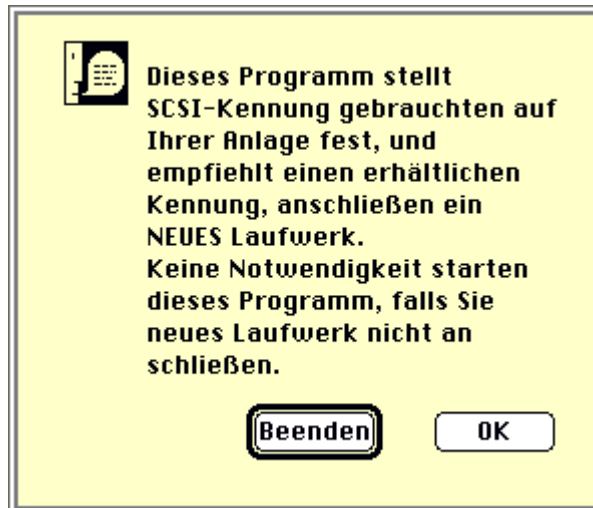 Dieses Programm stellt
SCSI-Kennung gebrauchten auf
Ihrer Anlage fest, und
empfiehlt einen erhältlichen
Kennung, anschließen ein
NEUES Laufwerk.
Keine Notwendigkeit starten
dieses Programm, falls Sie
neues Laufwerk nicht an
schließen.
Beenden
OK